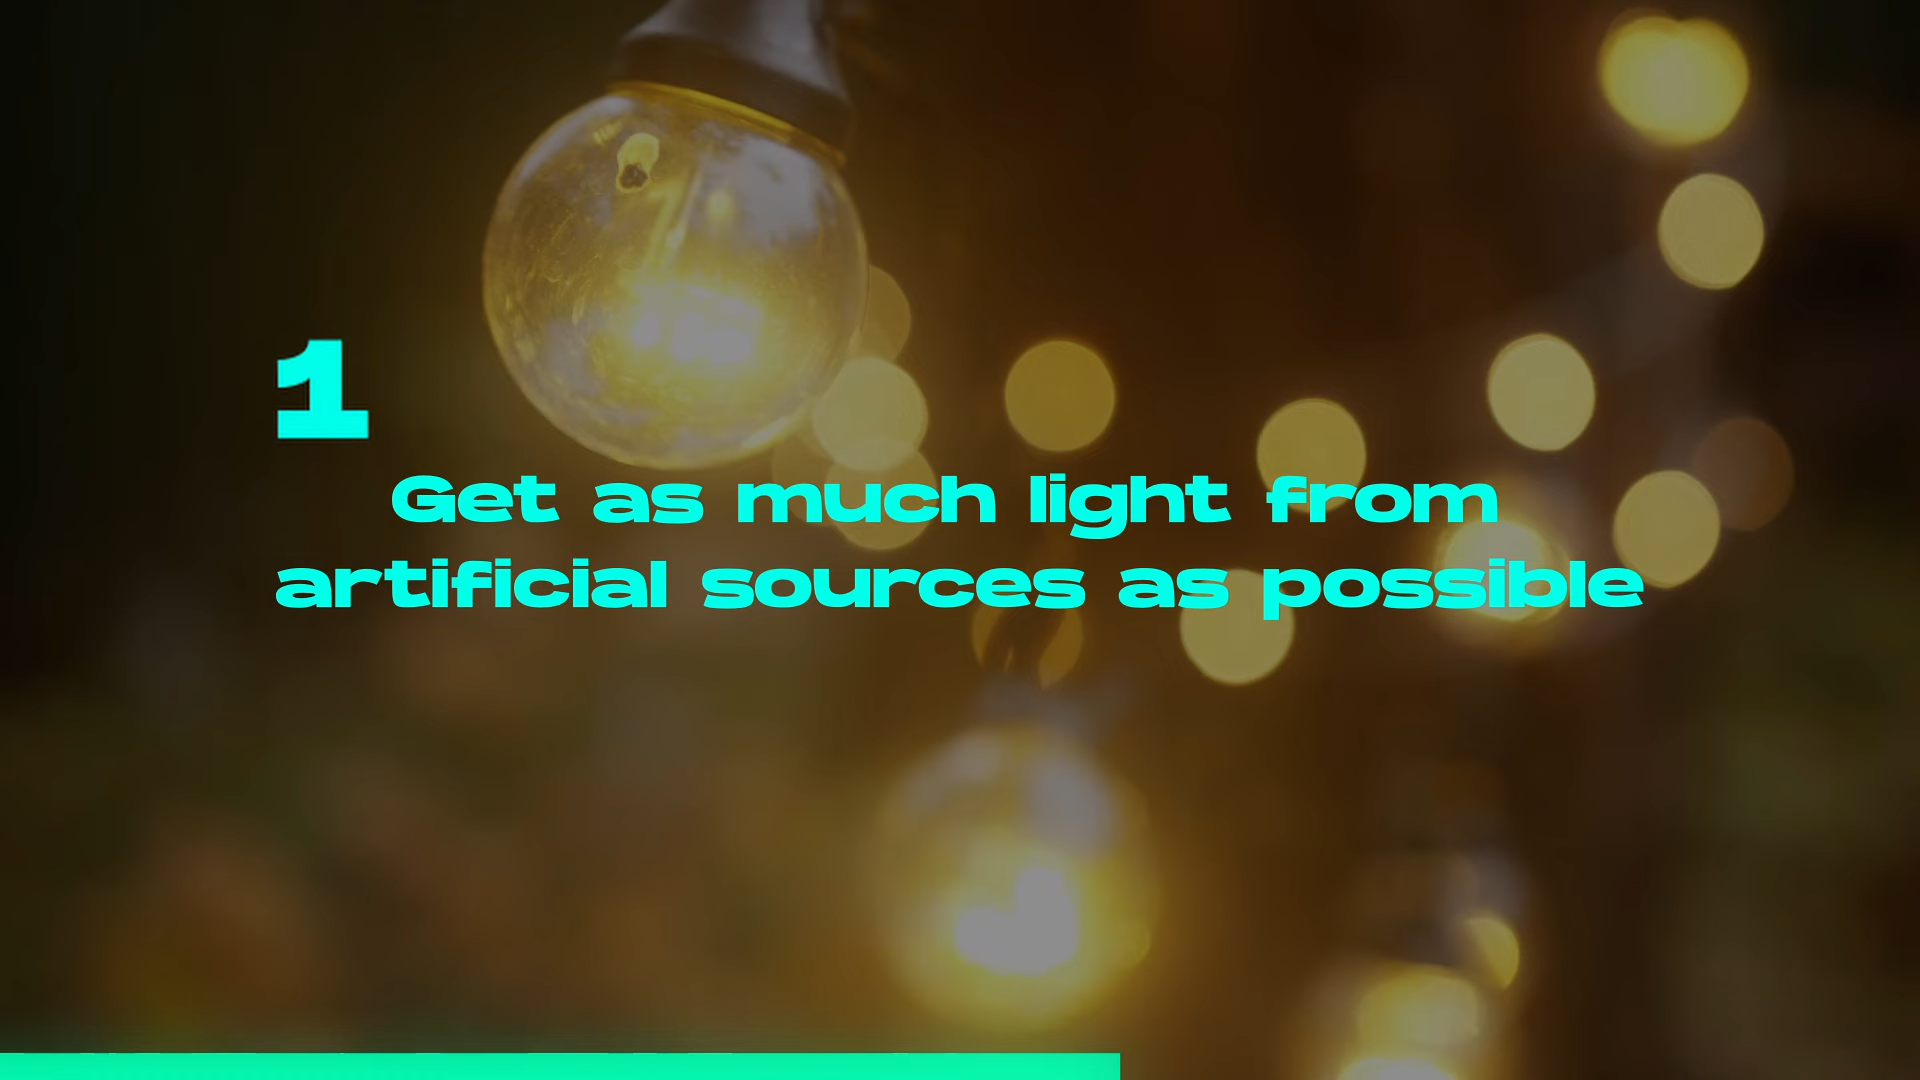 1
Get as much light from
artificial sources as possible